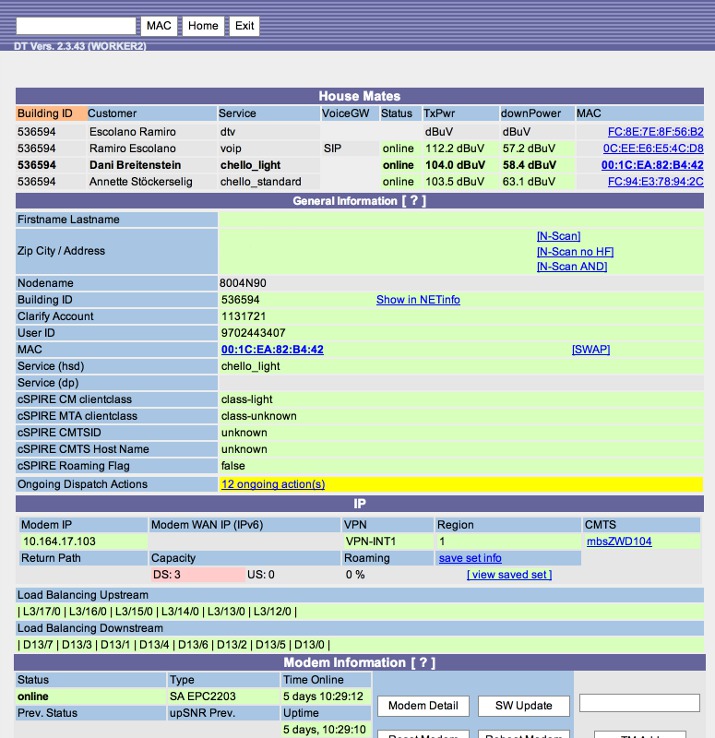 MAC Home Exit
DT Vers. 2.3.43 (WORKER2)
House Mates
Building ID Customer Service VoiceGW Status TxPwr downPower MAC
536594 Escolano Ramiro dtv dBuV dBuV FC:8E:7E:8F:56:B2
536594 Ramiro Escolano voip SIP online 112.2 dBuV 57.2 dBuV 0C:EE:E6:E5:4C:D8
536594 Dani Breitenstein chello_light online 104.0 dBuV 58.4 dBuV 00:1C:EA:82:B4:42
536594 Annette Stöckerselig chello_standard online 103.5 dBuV 63.1 dBuV FC:94:E3:78:94:2C
General Information [ ? ]
Firstname Lastname
[N-Scan]
Zip City / Address [N-Scan no HF]
[N-Scan AND]
Nodename 8004N90
Building ID 536594 Show in NETinfo
Clarify Account 1131721
User ID 9702443407
MAC 00:1C:EA:82:B4:42 [SWAP]
Service (hsd) chello_light
Service (dp)
cSPIRE CM clientclass class-light
cSPIRE MTA clientclass class-unknown
cSPIRE CMTSID unknown
cSPIRE CMTS Host Name unknown
cSPIRE Roaming Flag false
Ongoing Dispatch Actions 12 ongoing action(s)
IP
Modem IP Modem WAN IP (IPv6) VPN Region CMTS
10.164.17.103 VPN-INT1 1 mbsZWD104
Return Path Capacity Roaming save set info
DS: 3 US: 0 0 % [ view saved set ]
Load Balancing Upstream
| L3/17/0 | L3/16/0 | L3/15/0 | L3/14/0 | L3/13/0 | L3/12/0 |
Load Balancing Downstream
| D13/7 | D13/3 | D13/1 | D13/4 | D13/6 | D13/2 | D13/5 | D13/0 |
Modem Information [ ? ]
Status Type Time Online
online SA EPC2203 5 days 10:29:12 Modem Detail SW Update
Prev. Status upSNR Prev. Uptime
5 days, 10:29:10